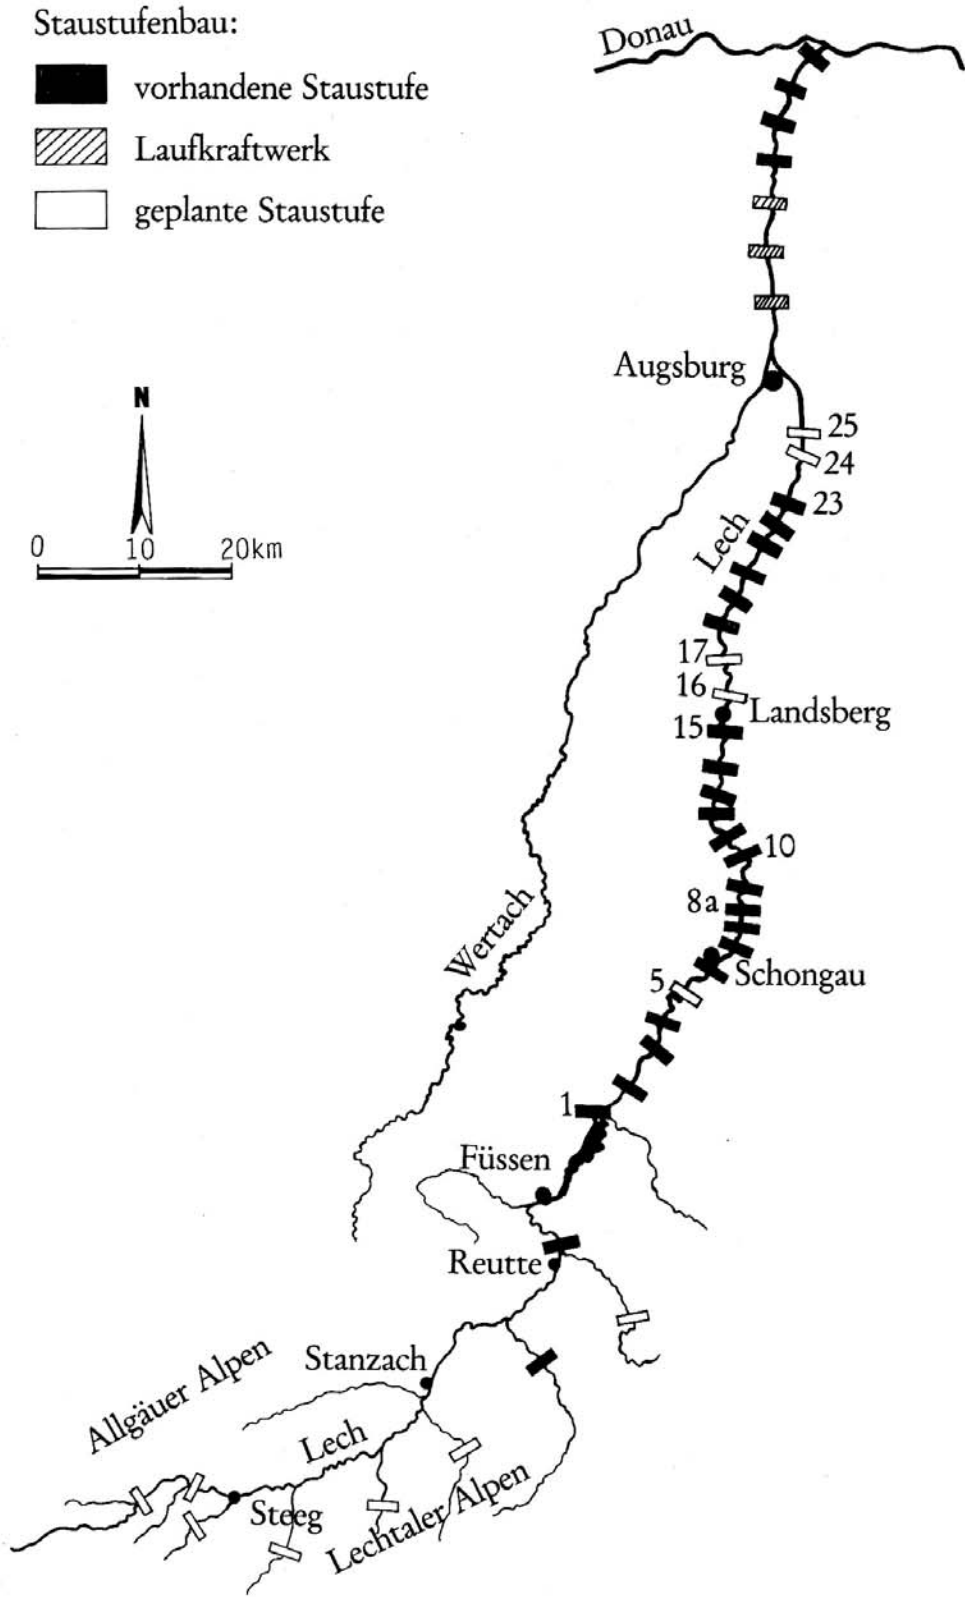 Staustufenbau:
vorhandene Staustufe
Laufkraftwerk
geplante Staustufe
Donau
N
0 10 20km
Augsburg
25
24
23
Lech
17
16
Landsberg
15
10
8a
Wertach
Schongau
5
1
Füssen
Reutte
Stanzach
Allgäuer Alpen
Lech
Steeg
Lechtaler Alpen